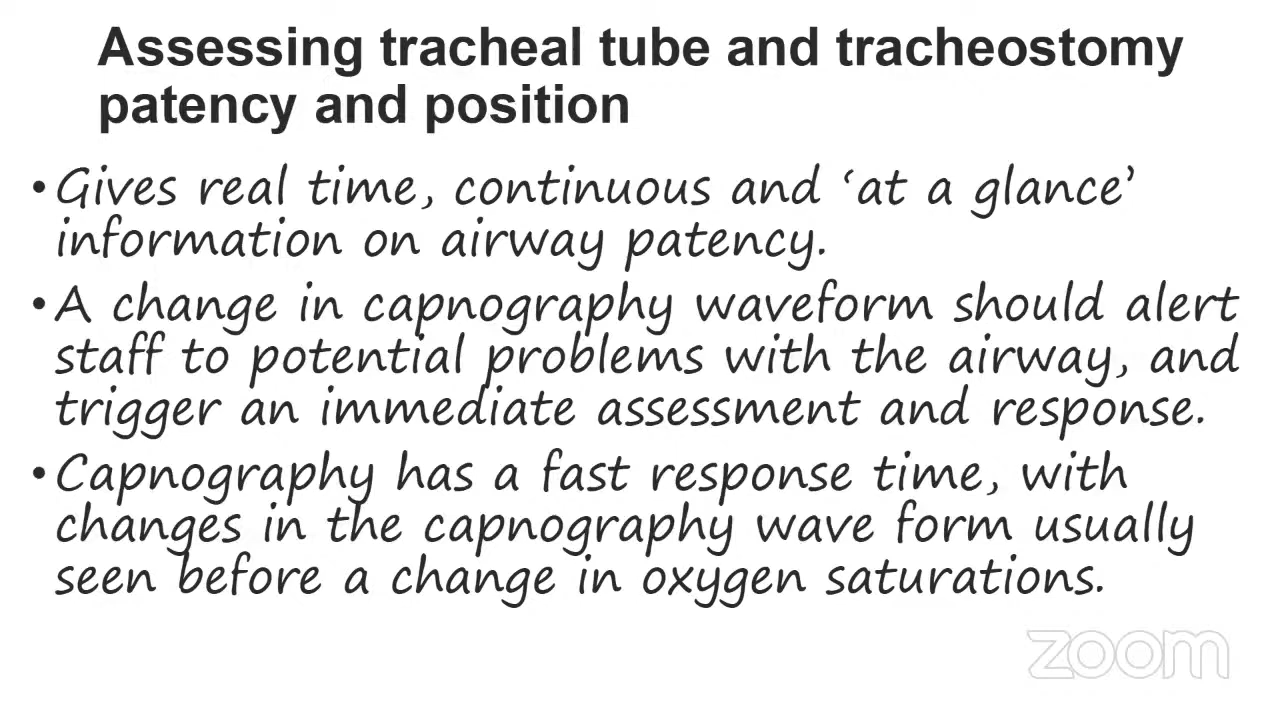 Assessing tracheal tube and tracheostomy
patency and position
• Gives real time, continuous and ‘at a glance’
information on airway patency.
• A change in capnography waveform should alert
staff to potential problems with the airway, and
trigger an immediate assessment and response.
• Capnography has a fast response time, with
changes in the capnography wave form usually
seen before a change in oxygen saturations.
zoom